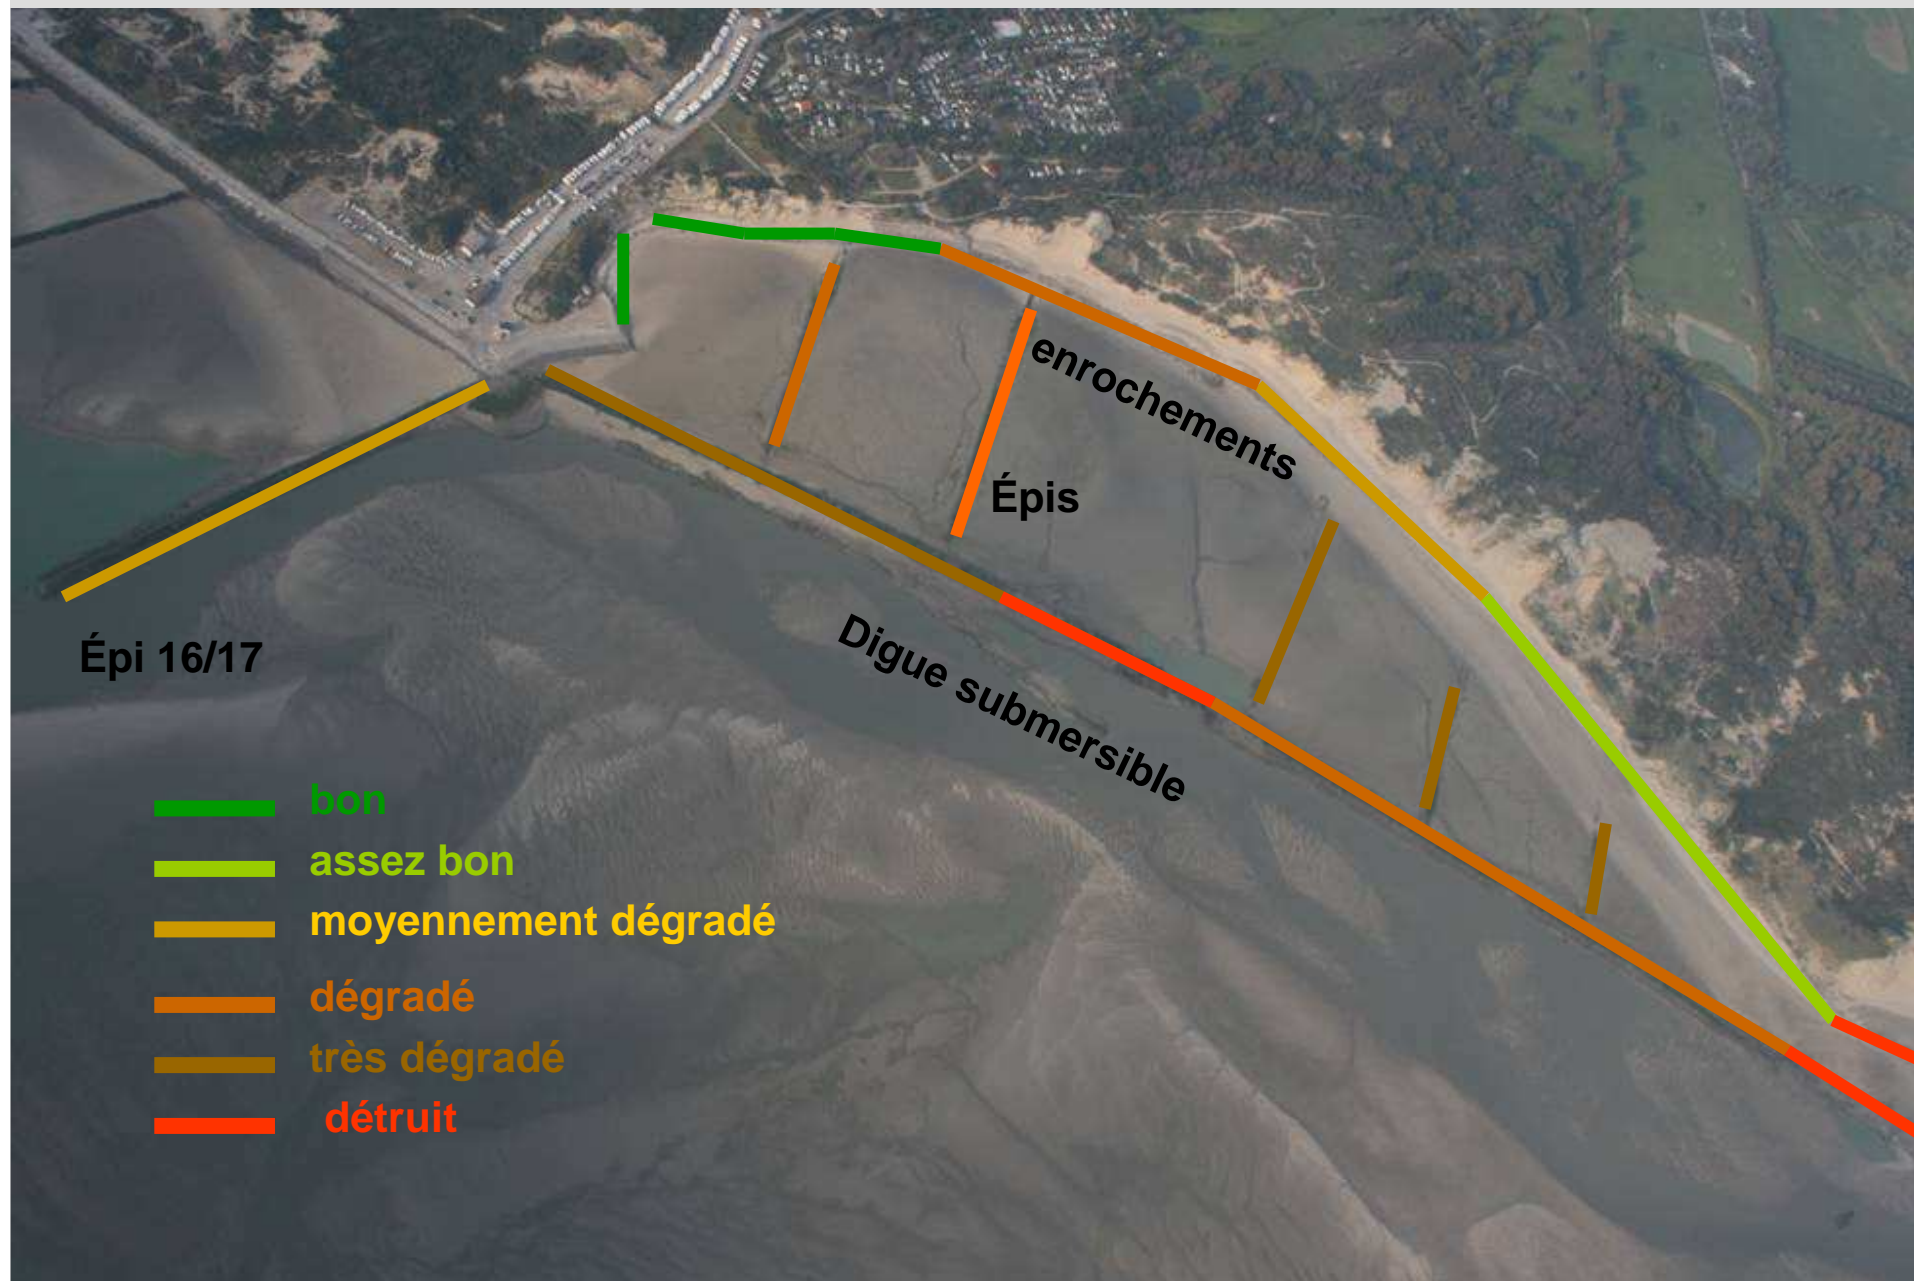 enrochements
Épis
Épi 16/17
Digue submersible
bon
assez bon
moyennement dégradé
dégradé
très dégradé
détruit